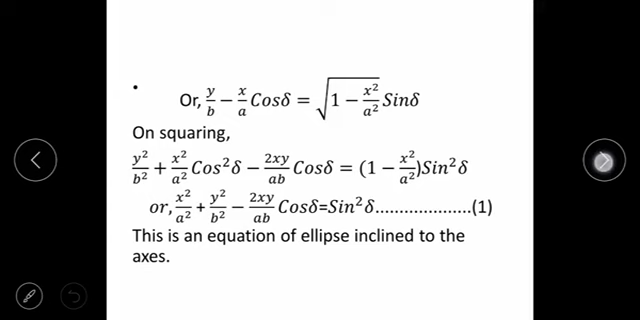 • Or, y/b − x/a Cosδ = √(1 − x²/a²) Sinδ
On squaring,
y²/b² + x²/a² Cos²δ − 2xy/ab Cosδ = (1 − x²/a²)Sin²δ
or, x²/a² + y²/b² − 2xy/ab Cosδ=Sin²δ.....................(1)
This is an equation of ellipse inclined to the
axes.